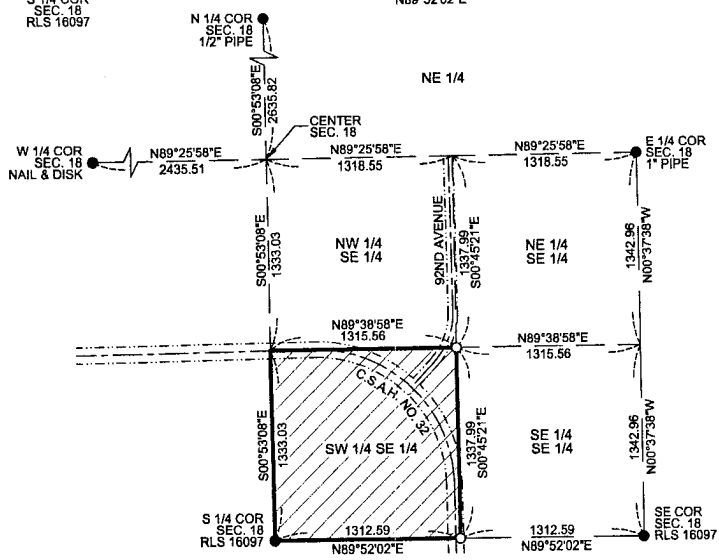 S 1/4 COR
SEC. 18
RLS 16097
N89°52'02"E
N 1/4 COR
SEC. 18
1/2" PIPE
NE 1/4
S00°53'08"E
2635.82
CENTER
SEC. 18
W 1/4 COR
SEC. 18
NAIL & DISK
N89°25'58"E
2435.51
N89°25'58"E
1318.55
N89°25'58"E
1318.55
E 1/4 COR
SEC. 18
1" PIPE
S00°53'08"E
1333.03
NW 1/4
SE 1/4
92ND AVENUE
1337.99
S00°45'21"E
NE 1/4
SE 1/4
1342.96
N00°37'38"W
N89°38'58"E
1315.56
N89°38'58"E
1315.56
C.S.A.H. NO. 32
S00°53'08"E
1333.03
SW 1/4 SE 1/4
1337.99
S00°45'21"E
SE 1/4
SE 1/4
1342.96
N00°37'38"W
S 1/4 COR
SEC. 18
RLS 16097
1312.59
N89°52'02"E
1312.59
N89°52'02"E
SE COR
SEC. 18
RLS 16097